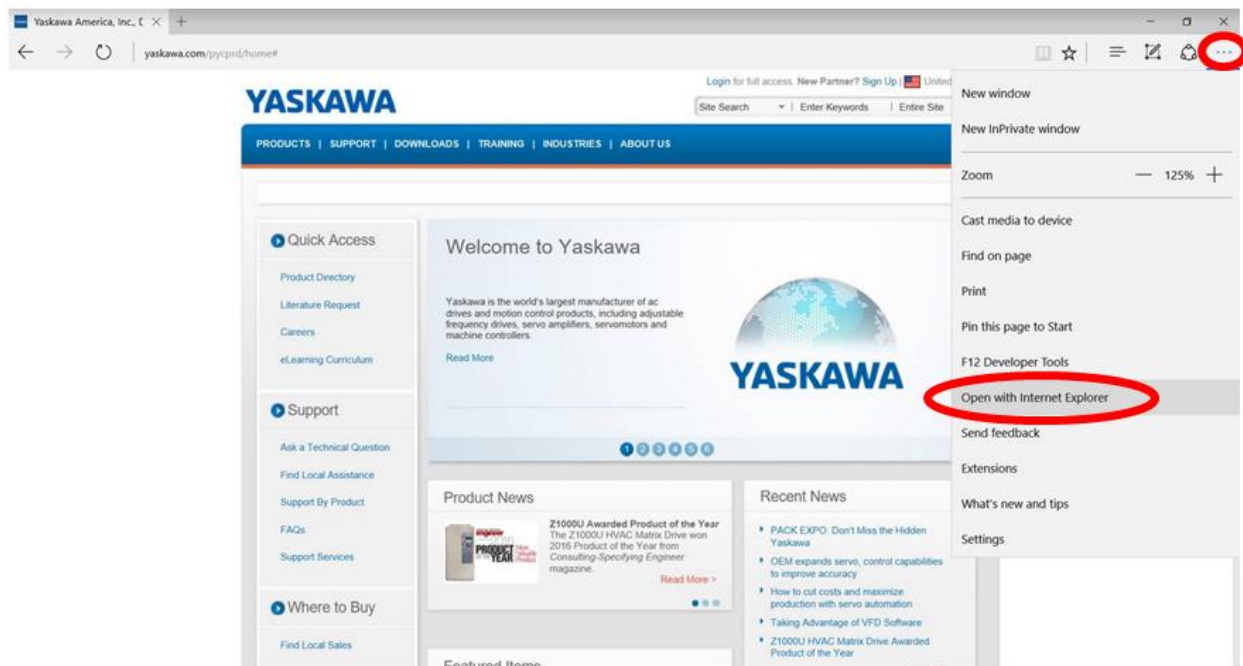 Yaskawa America, Inc., D
yaskawa.com/pycprd/home#
Login for full access. New Partner? Sign Up | United
YASKAWA
Site Search | Enter Keywords | Entire Site
PRODUCTS | SUPPORT | DOWNLOADS | TRAINING | INDUSTRIES | ABOUT US
Quick Access
Product Directory
Literature Request
Careers
eLearning Curriculum
Support
Ask a Technical Question
Find Local Assistance
Support By Product
FAQs
Support Services
Where to Buy
Find Local Sales
Welcome to Yaskawa
Yaskawa is the world's largest manufacturer of ac
drives and motion control products, including adjustable
frequency drives, servo amplifiers, servomotors and
machine controllers.
Read More
YASKAWA
1 2 3 4 5 6
Product News
PRODUCT
YEAR
Z1000U Awarded Product of the Year
The Z1000U HVAC Matrix Drive won
2016 Product of the Year from
Consulting-Specifying Engineer
magazine.
Read More >
Featured Items
Recent News
PACK EXPO: Don't Miss the Hidden
Yaskawa
OEM expands servo, control capabilities
to improve accuracy
How to cut costs and maximize
production with servo automation
Taking Advantage of VFD Software
Z1000U HVAC Matrix Drive Awarded
Product of the Year
New window
New InPrivate window
Zoom — 125% +
Cast media to device
Find on page
Print
Pin this page to Start
F12 Developer Tools
Open with Internet Explorer
Send feedback
Extensions
What's new and tips
Settings